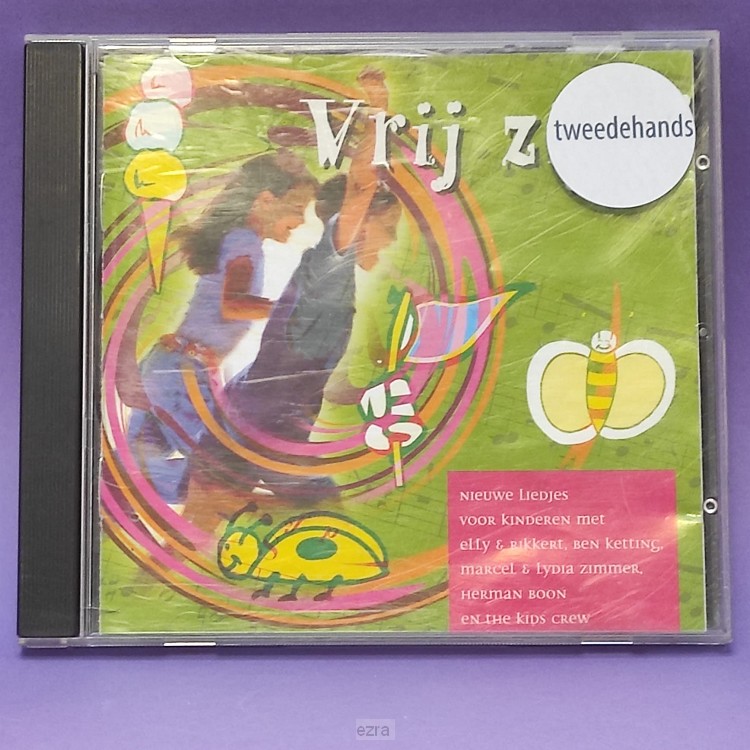 Vrij
tweedehands
NIEUWE LIEDJES
VOOR KINDEREN MET
ELLY & RIKKERT, BEN KETTING,
MARCEL & LYDIA ZIMMER,
HERMAN BOON
EN THE KIDS CREW
ezra